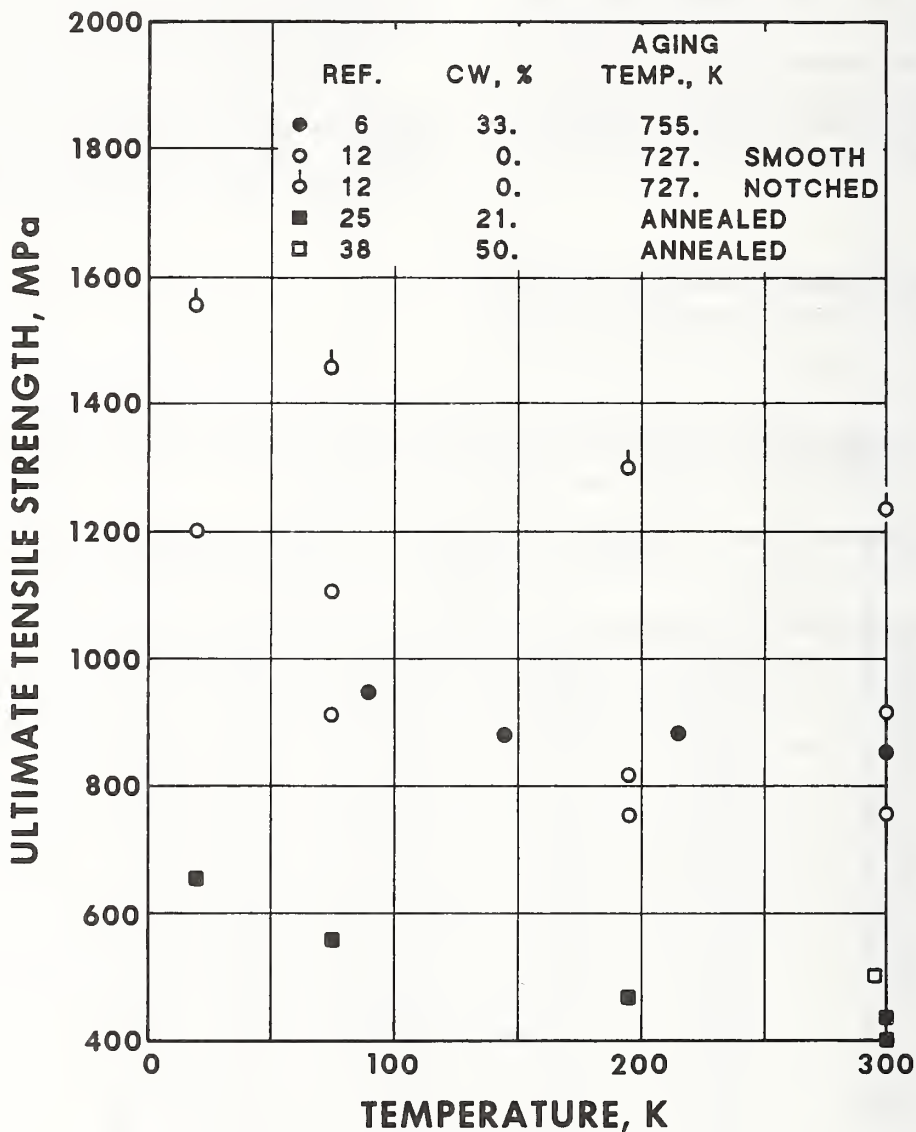 2000
1800
1600
1400
1200
1000
800
600
400
ULTIMATE TENSILE STRENGTH, MPa
AGING
REF. CW, % TEMP., K
6 33. 755.
12 0. 727. SMOOTH
12 0. 727. NOTCHED
25 21. ANNEALED
38 50. ANNEALED
0 100 200 300
TEMPERATURE, K